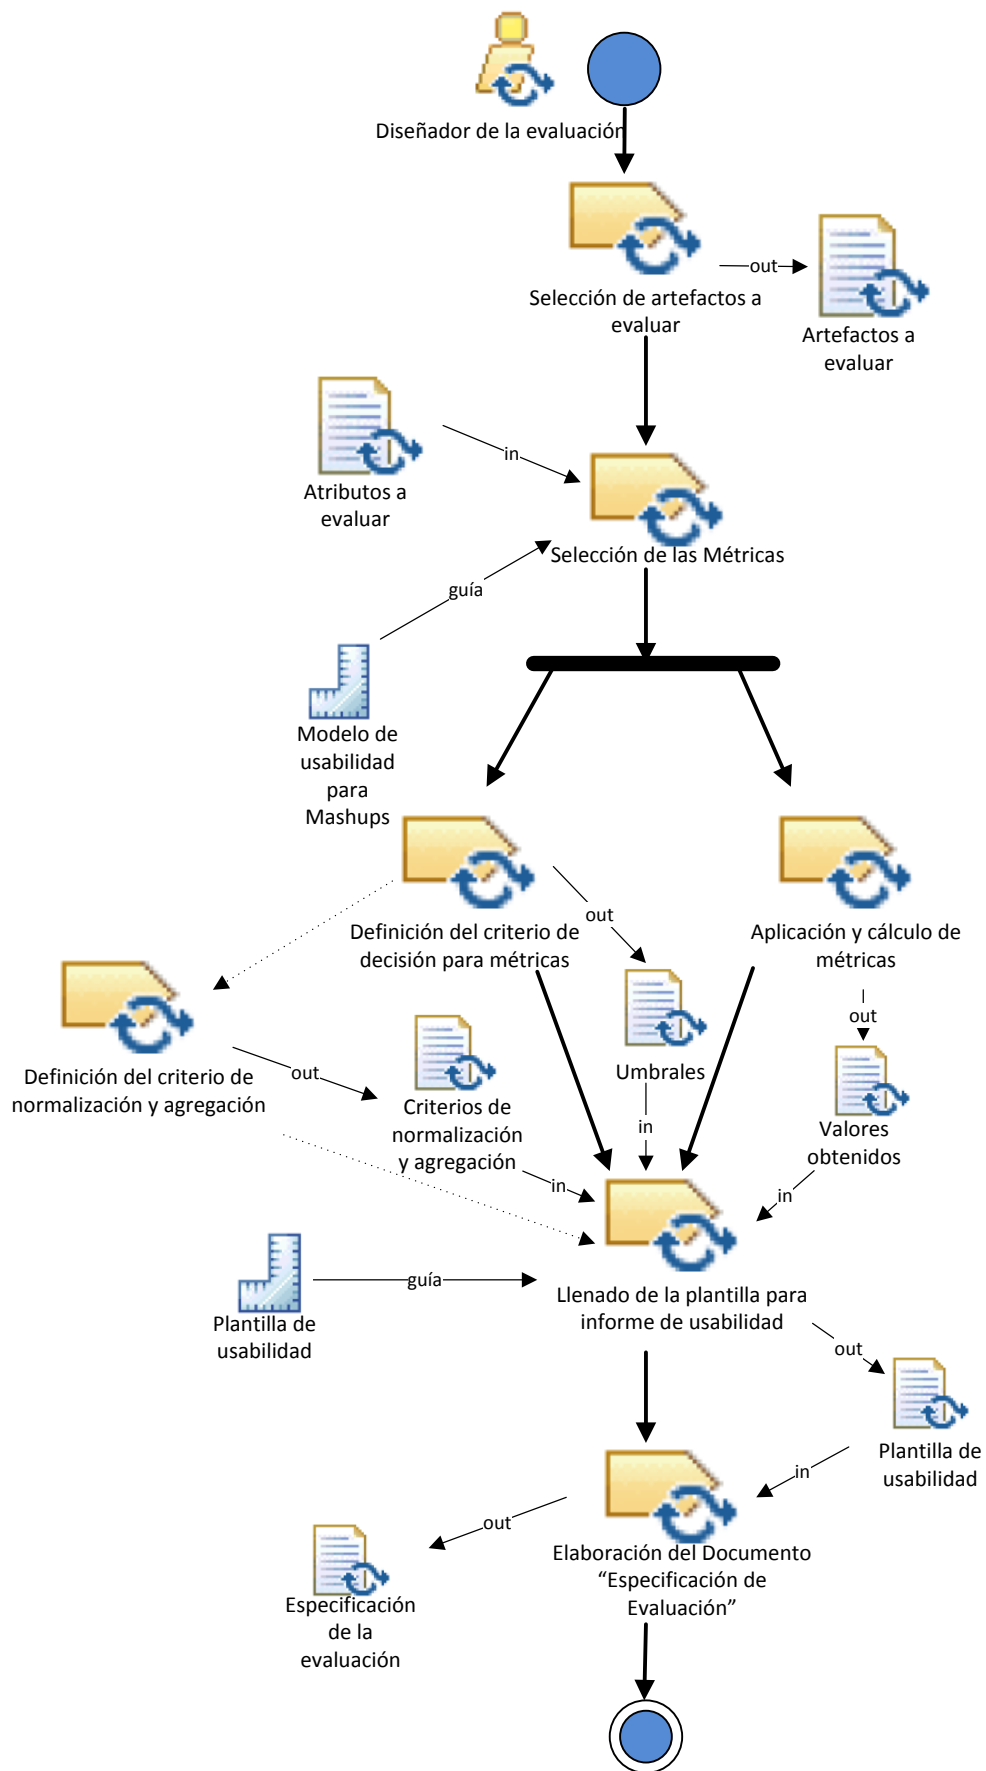 Diseñador de la evaluación
out
Selección de artefactos a
evaluar
Artefactos a
evaluar
in
Atributos a
evaluar
Selección de las Métricas
guía
Modelo de
usabilidad
para
Mashups
out
Definición del criterio de
decisión para métricas
Aplicación y cálculo de
métricas
out
Umbrales
out
Definición del criterio de
normalización y agregación
Criterios de
normalización
y agregación
in
Valores
obtenidos
in
in
guía
Plantilla de
usabilidad
Llenado de la plantilla para
informe de usabilidad
out
Plantilla de
usabilidad
in
out
Elaboración del Documento
“Especificación de
Evaluación”
Especificación
de la
evaluación